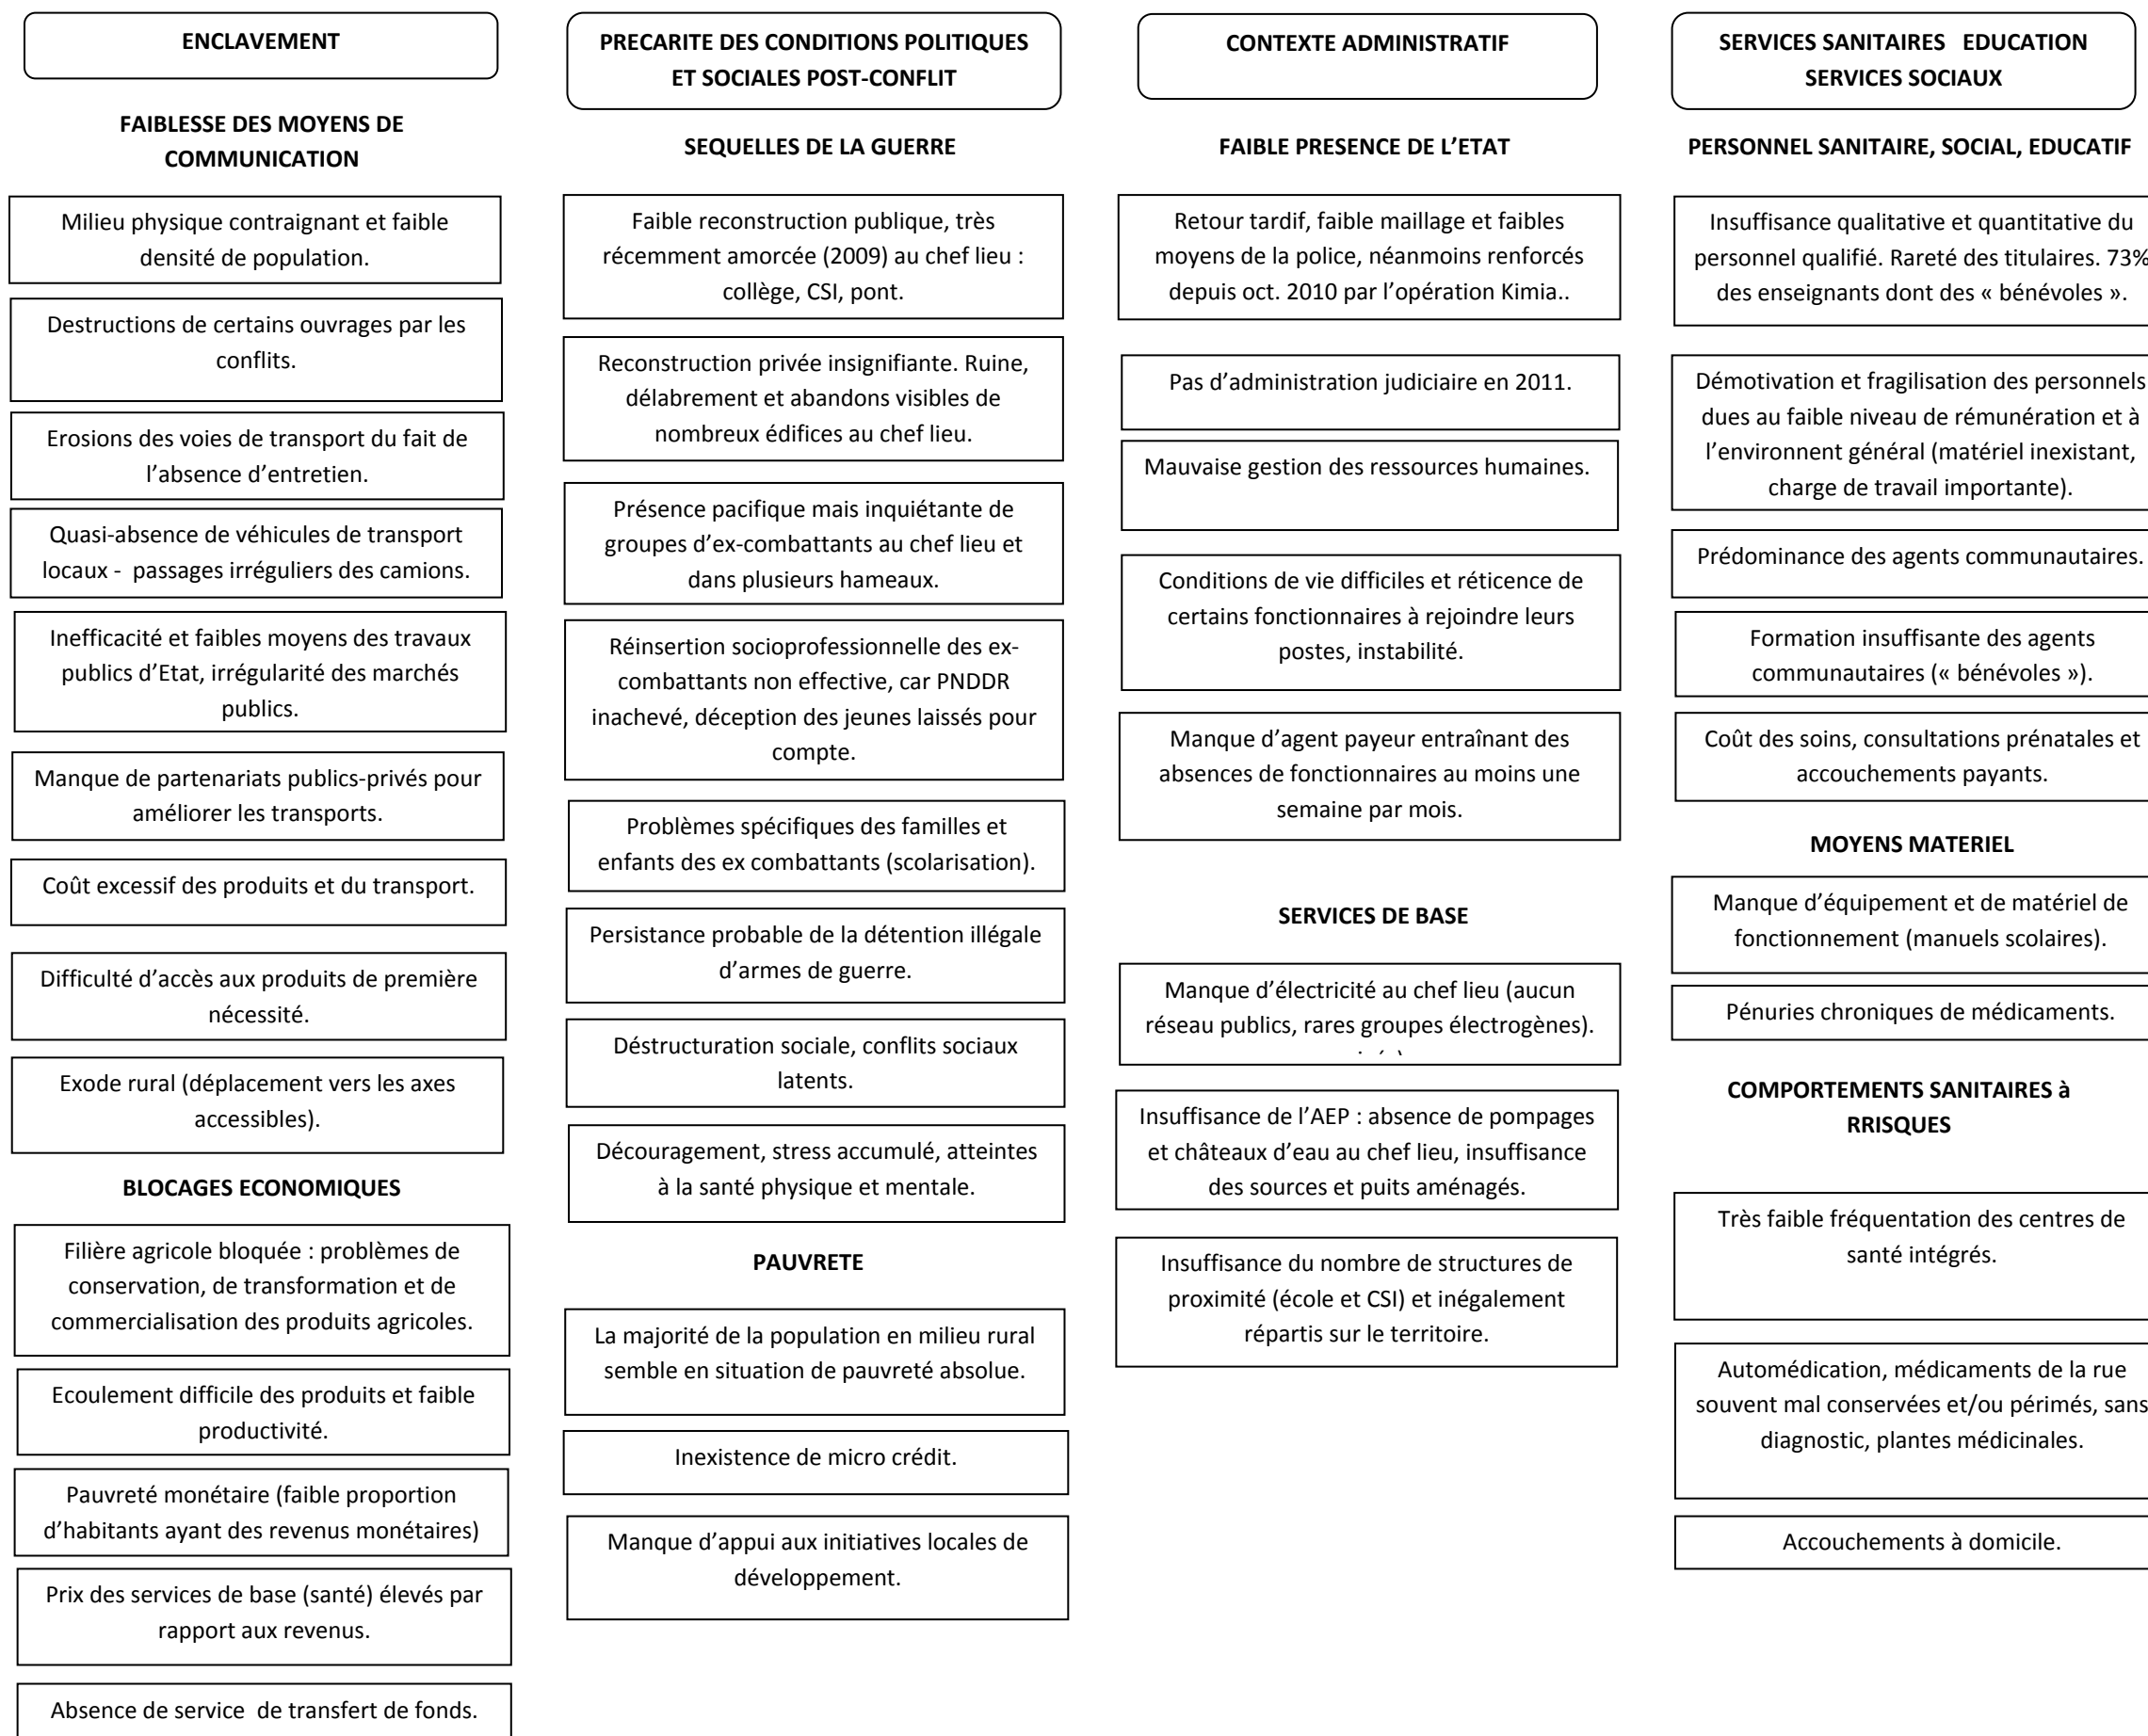 ENCLAVEMENT
FAIBLESSE DES MOYENS DE
COMMUNICATION
Milieu physique contraignant et faible
densité de population.
Destructions de certains ouvrages par les
conflits.
Erosions des voies de transport du fait de
l’absence d’entretien.
Quasi-absence de véhicules de transport
locaux -  passages irréguliers des camions.
Inefficacité et faibles moyens des travaux
publics d’Etat, irrégularité des marchés
publics.
Manque de partenariats publics-privés pour
améliorer les transports.
Coût excessif des produits et du transport.
Difficulté d’accès aux produits de première
nécessité.
Exode rural (déplacement vers les axes
accessibles).
BLOCAGES ECONOMIQUES
Filière agricole bloquée : problèmes de
conservation, de transformation et de
commercialisation des produits agricoles.
Ecoulement difficile des produits et faible
productivité.
Pauvreté monétaire (faible proportion
d’habitants ayant des revenus monétaires)
Prix des services de base (santé) élevés par
rapport aux revenus.
Absence de service  de transfert de fonds.
PRECARITE DES CONDITIONS POLITIQUES
ET SOCIALES POST-CONFLIT
SEQUELLES DE LA GUERRE
Faible reconstruction publique, très
récemment amorcée (2009) au chef lieu :
collège, CSI, pont.
Reconstruction privée insignifiante. Ruine,
délabrement et abandons visibles de
nombreux édifices au chef lieu.
Présence pacifique mais inquiétante de
groupes d’ex-combattants au chef lieu et
dans plusieurs hameaux.
Réinsertion socioprofessionnelle des ex-
combattants non effective, car PNDDR
inachevé, déception des jeunes laissés pour
compte.
Problèmes spécifiques des familles et
enfants des ex combattants (scolarisation).
Persistance probable de la détention illégale
d’armes de guerre.
Déstructuration sociale, conflits sociaux
latents.
Découragement, stress accumulé, atteintes
à la santé physique et mentale.
PAUVRETE
La majorité de la population en milieu rural
semble en situation de pauvreté absolue.
Inexistence de micro crédit.
Manque d’appui aux initiatives locales de
développement.
CONTEXTE ADMINISTRATIF
FAIBLE PRESENCE DE L’ETAT
Retour tardif, faible maillage et faibles
moyens de la police, néanmoins renforcés
depuis oct. 2010 par l’opération Kimia..
Pas d’administration judiciaire en 2011.
Mauvaise gestion des ressources humaines.
Conditions de vie difficiles et réticence de
certains fonctionnaires à rejoindre leurs
postes, instabilité.
Manque d’agent payeur entraînant des
absences de fonctionnaires au moins une
semaine par mois.
SERVICES DE BASE
Manque d’électricité au chef lieu (aucun
réseau publics, rares groupes électrogènes).
Insuffisance de l’AEP : absence de pompages
et châteaux d’eau au chef lieu, insuffisance
des sources et puits aménagés.
Insuffisance du nombre de structures de
proximité (école et CSI) et inégalement
répartis sur le territoire.
SERVICES SANITAIRES   EDUCATION
SERVICES SOCIAUX
PERSONNEL SANITAIRE, SOCIAL, EDUCATIF
Insuffisance qualitative et quantitative du
personnel qualifié. Rareté des titulaires. 73%
des enseignants dont des « bénévoles ».
Démotivation et fragilisation des personnels
dues au faible niveau de rémunération et à
l’environnent général (matériel inexistant,
charge de travail importante).
Prédominance des agents communautaires.
Formation insuffisante des agents
communautaires (« bénévoles »).
Coût des soins, consultations prénatales et
accouchements payants.
MOYENS MATERIEL
Manque d’équipement et de matériel de
fonctionnement (manuels scolaires).
Pénuries chroniques de médicaments.
COMPORTEMENTS SANITAIRES à
RRISQUES
Très faible fréquentation des centres de
santé intégrés.
Automédication, médicaments de la rue
souvent mal conservées et/ou périmés, sans
diagnostic, plantes médicinales.
Accouchements à domicile.